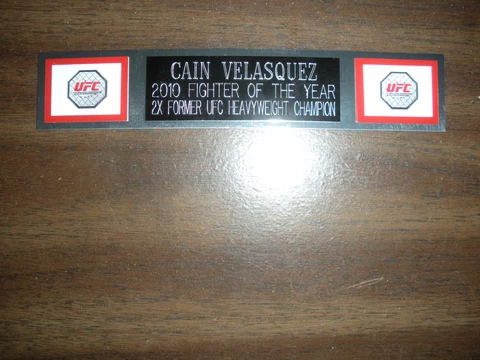 UFC
CAIN VELASQUEZ
2010 FIGHTER OF THE YEAR
2X FORMER UFC HEAVYWEIGHT CHAMPION
UFC